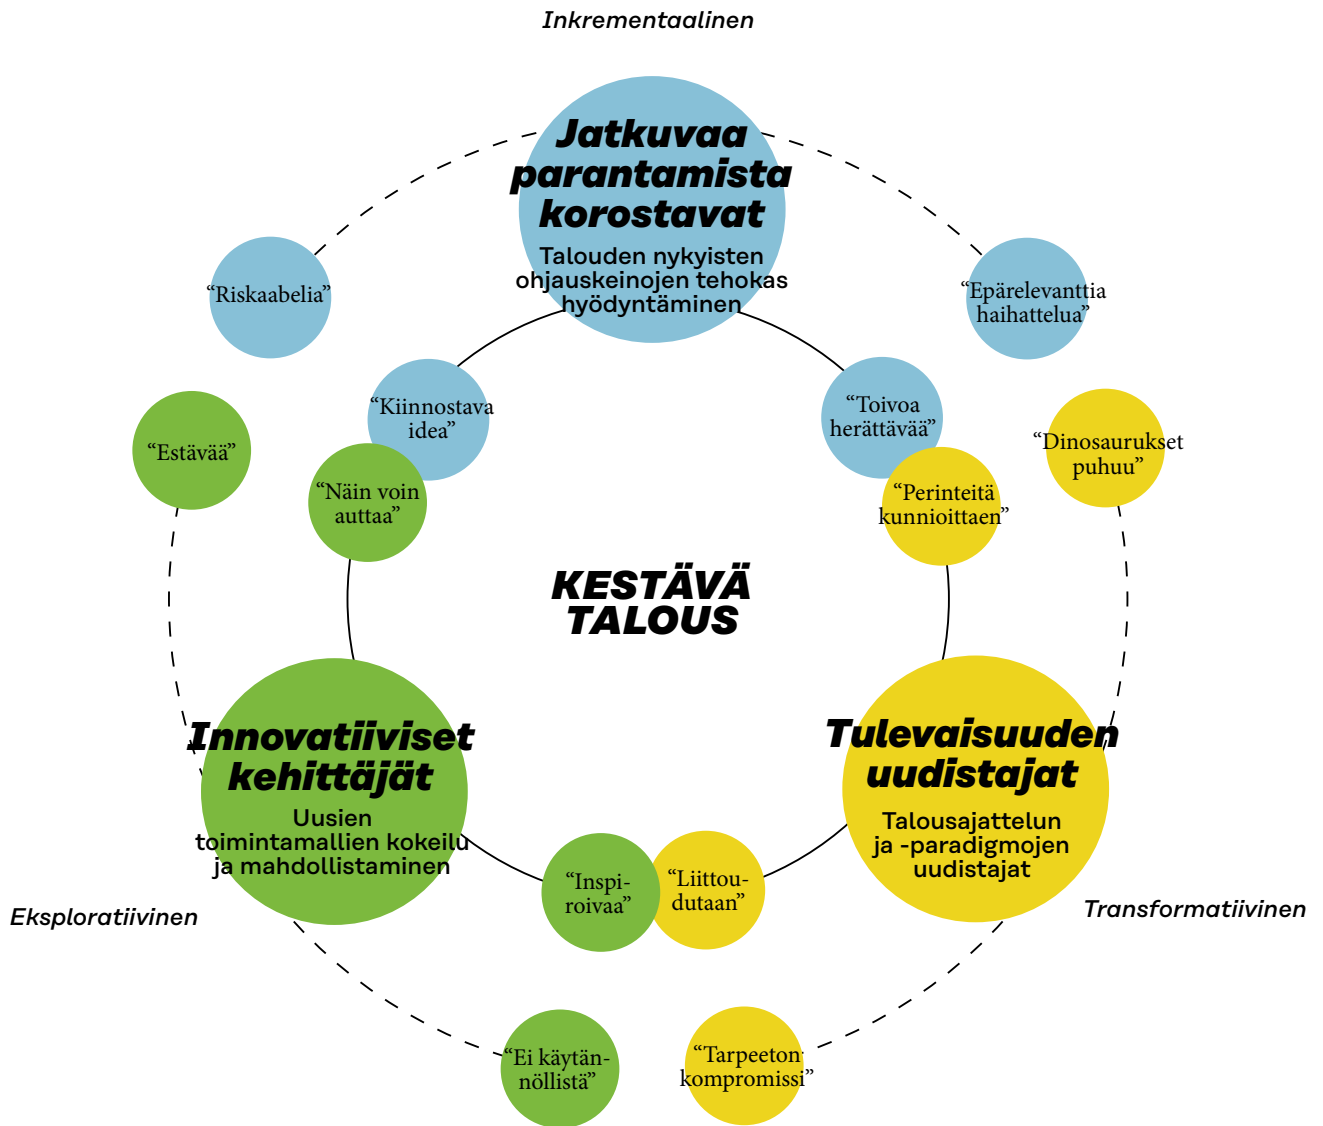 Inkrementaalinen
Jatkuvaa
parantamista
korostavat
Talouden nykyisten
ohjauskeinojen tehokas
hyödyntäminen
“Riskaabelia”
“Epärelevanttia
haihattelua”
“Kiinnostava
idea”
“Toivoa
herättävää”
“Estävää”
“Dinosaurukset
puhuu”
“Näin voin
auttaa”
“Perinteitä
kunnioittaen”
KESTÄVÄ
TALOUS
Innovatiiviset
kehittäjät
Uusien
toimintamallien kokeilu
ja mahdollistaminen
Tulevaisuuden
uudistajat
Talousajattelun
ja -paradigmojen
uudistajat
“Inspi-
roivaa”
“Liittou-
dutaan”
Eksploratiivinen
Transformatiivinen
“Ei käytän-
nöllistä”
“Tarpeeton
kompromissi”